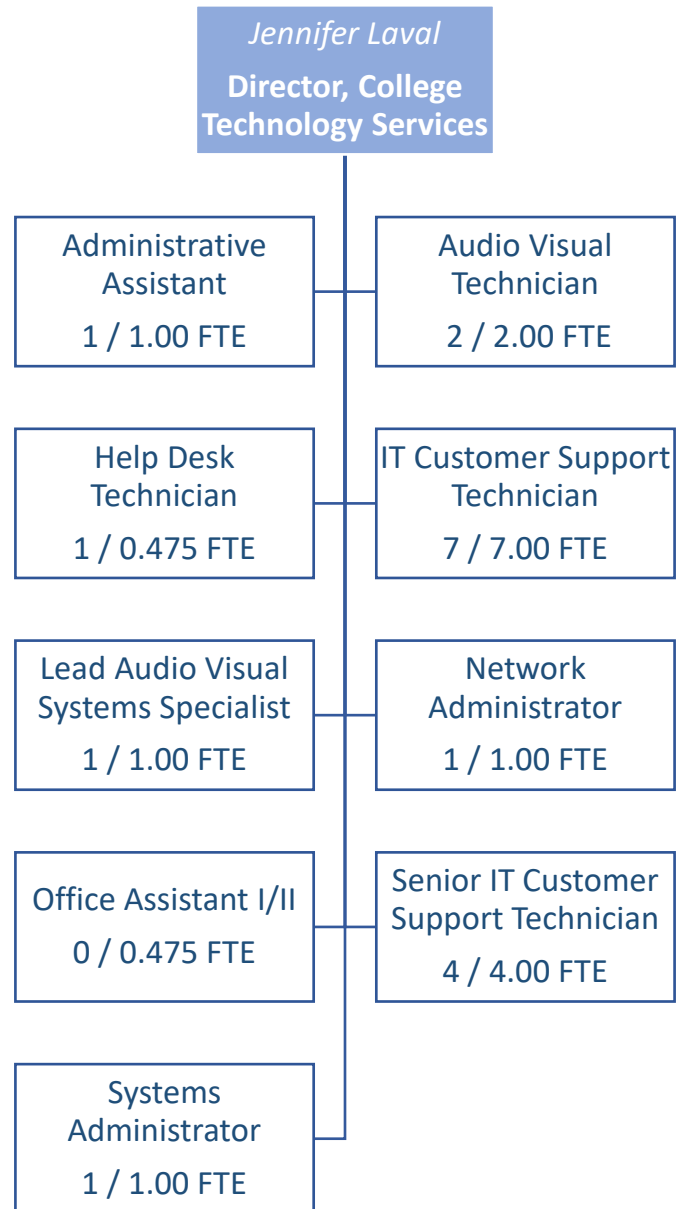 Jennifer Laval
Director, College
Technology Services
Administrative
Assistant
1 / 1.00 FTE
Audio Visual
Technician
2 / 2.00 FTE
Help Desk
Technician
1 / 0.475 FTE
IT Customer Support
Technician
7 / 7.00 FTE
Lead Audio Visual
Systems Specialist
1 / 1.00 FTE
Network
Administrator
1 / 1.00 FTE
Office Assistant I/II
0 / 0.475 FTE
Senior IT Customer
Support Technician
4 / 4.00 FTE
Systems
Administrator
1 / 1.00 FTE